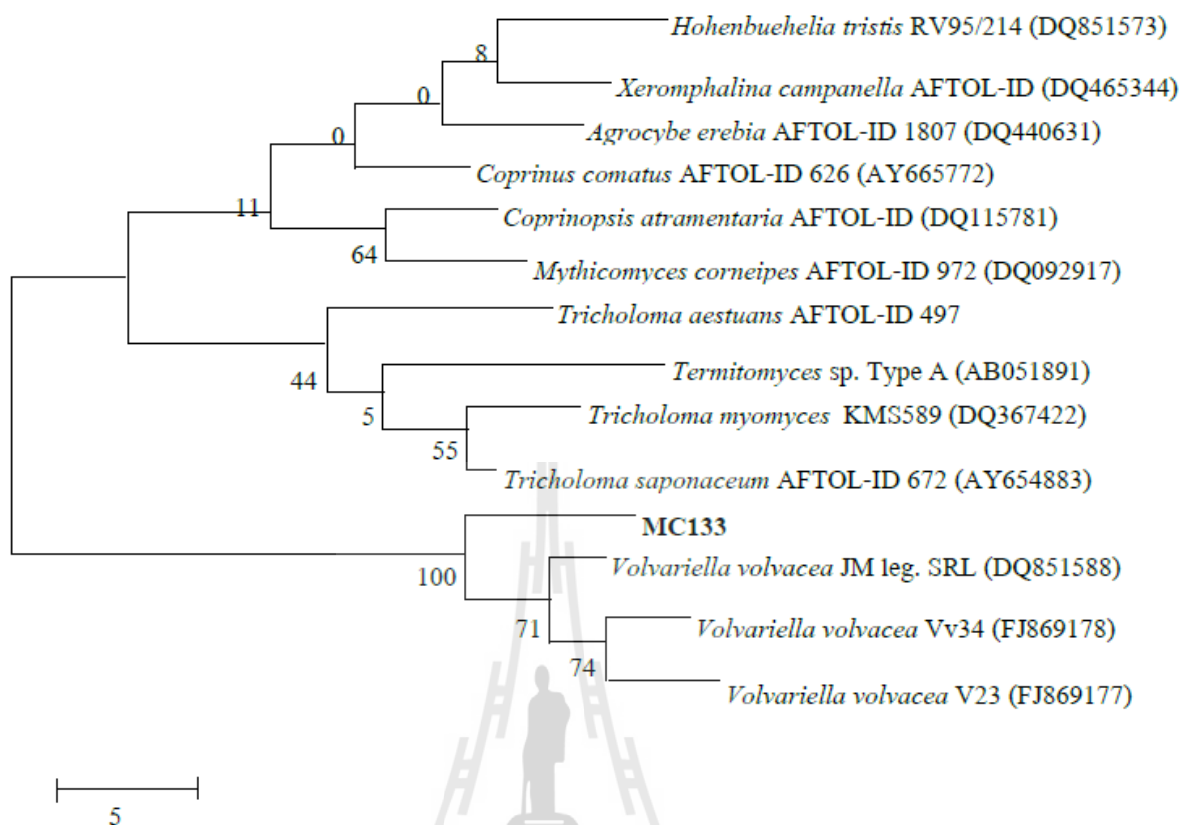 Hohenbuehelia tristis RV95/214 (DQ851573)
8
Xeromphalina campanella AFTOL-ID (DQ465344)
0
Agrocybe erebia AFTOL-ID 1807 (DQ440631)
0
Coprinus comatus AFTOL-ID 626 (AY665772)
11
Coprinopsis atramentaria AFTOL-ID (DQ115781)
64
Mythicomyces corneipes AFTOL-ID 972 (DQ092917)
Tricholoma aestuans AFTOL-ID 497
44
Termitomyces sp. Type A (AB051891)
5
Tricholoma myomyces KMS589 (DQ367422)
55
Tricholoma saponaceum AFTOL-ID 672 (AY654883)
MC133
100
Volvariella volvacea JM leg. SRL (DQ851588)
71
Volvariella volvacea Vv34 (FJ869178)
74
Volvariella volvacea V23 (FJ869177)
5